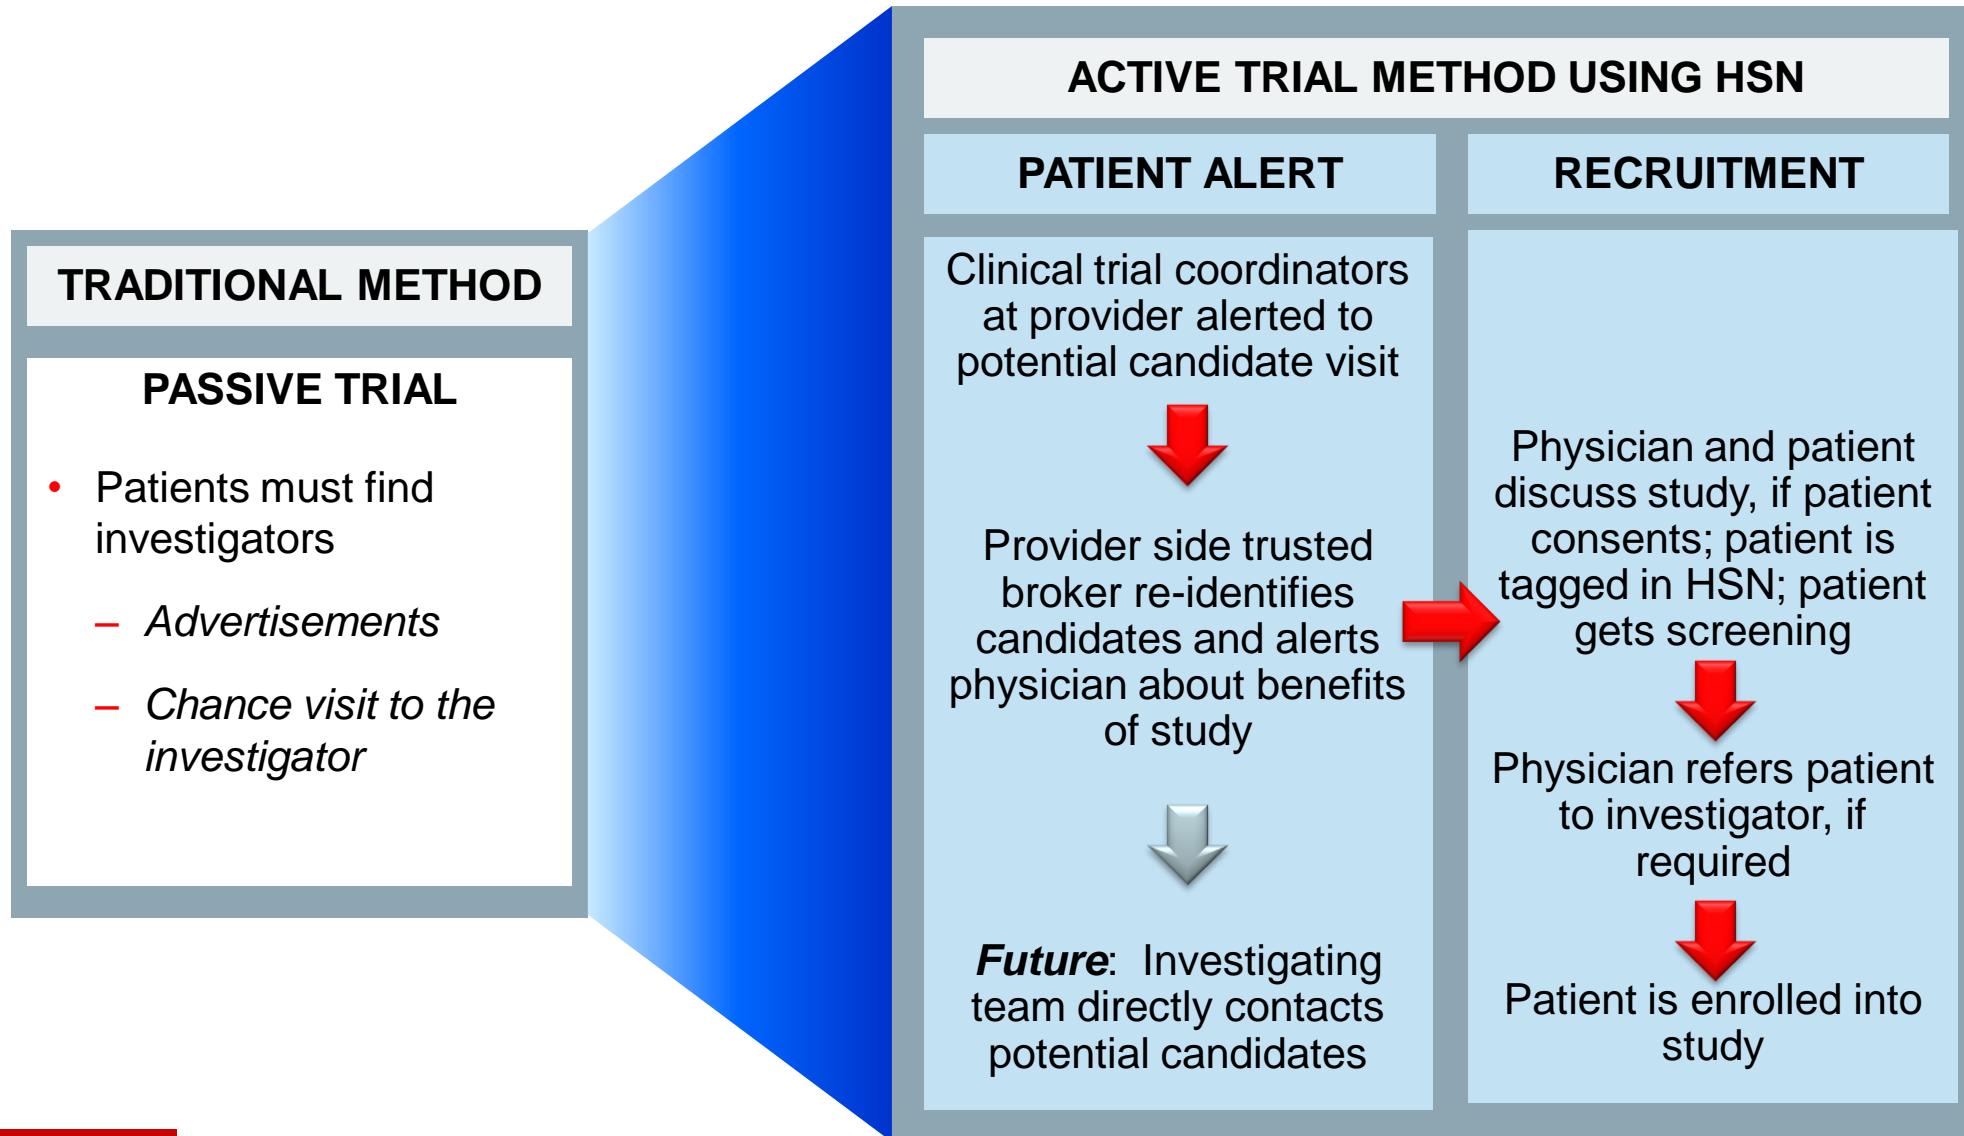 TRADITIONAL METHOD
PASSIVE TRIAL
• Patients must find
investigators
– Advertisements
– Chance visit to the
investigator
ACTIVE TRIAL METHOD USING HSN
PATIENT ALERT
Clinical trial coordinators
at provider alerted to
potential candidate visit
Provider side trusted
broker re-identifies
candidates and alerts
physician about benefits
of study
Future: Investigating
team directly contacts
potential candidates
RECRUITMENT
Physician and patient
discuss study, if patient
consents; patient is
tagged in HSN; patient
gets screening
Physician refers patient
to investigator, if
required
Patient is enrolled into
study